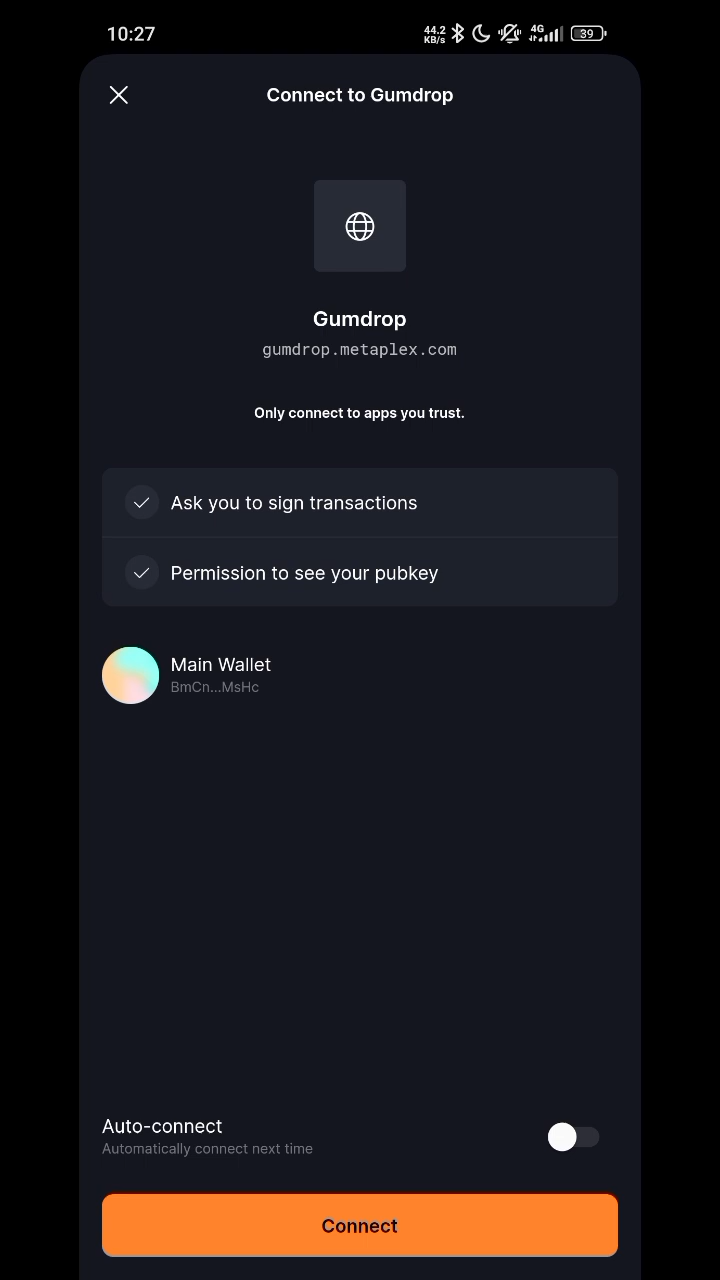 10:27
44.2
KB/s
4G
39
Connect to Gumdrop
Gumdrop
gumdrop.metaplex.com
Only connect to apps you trust.
Ask you to sign transactions
Permission to see your pubkey
Main Wallet
BmCn...MsHc
Auto-connect
Automatically connect next time
Connect